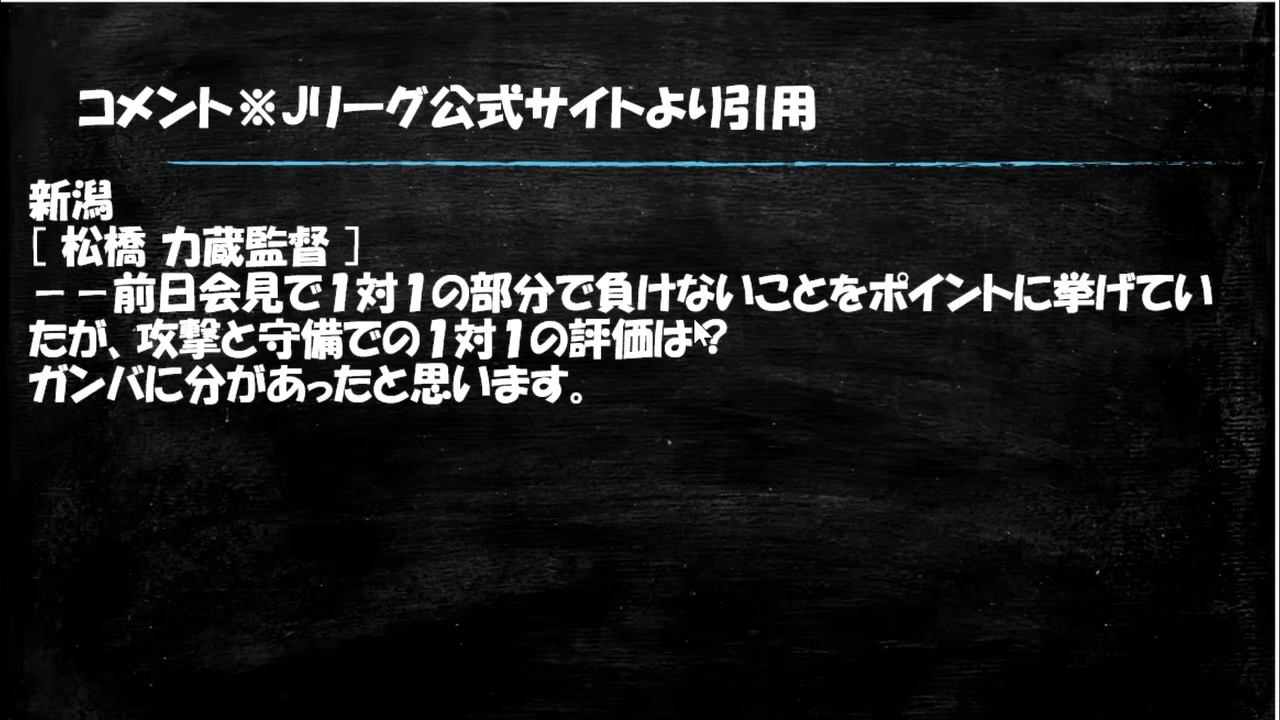 コメント※Jリーグ公式サイトより引用
新潟
[ 松橋 力蔵監督 ]
－－前日会見で1対1の部分で負けないことをポイントに挙げてい
たが、攻撃と守備での1対1の評価は?
ガンバに分があったと思います。